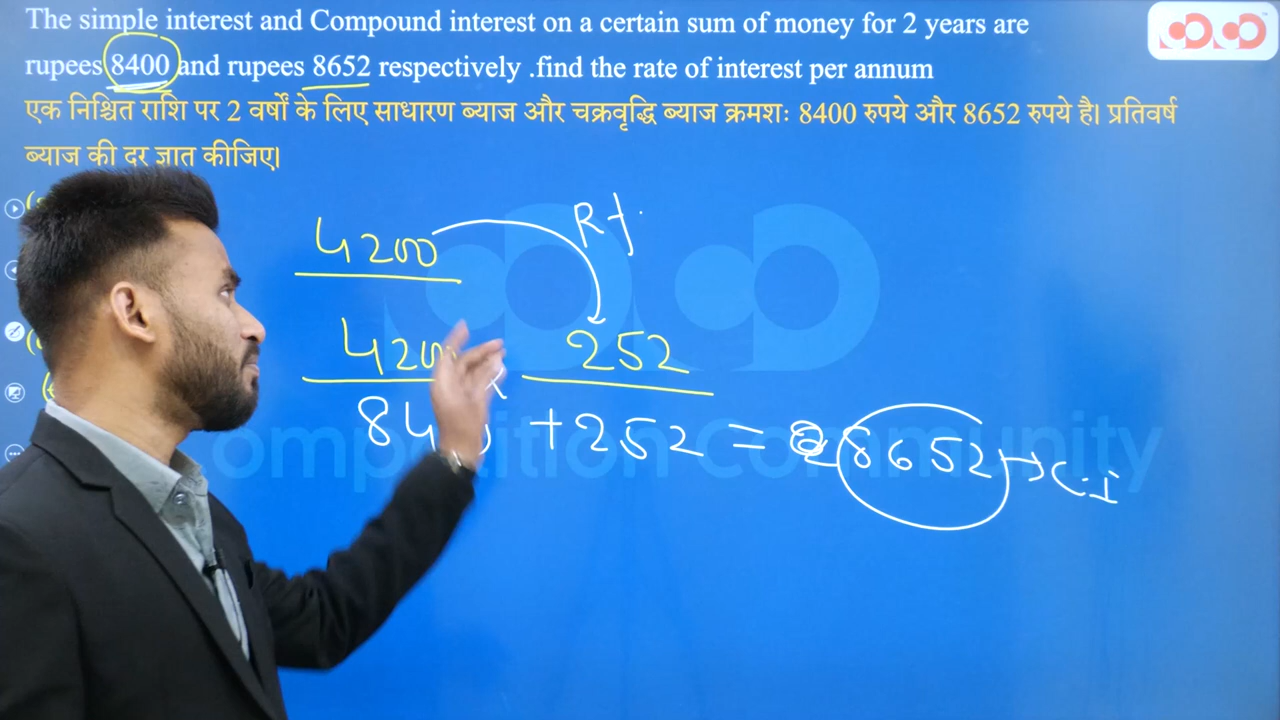 The simple interest and Compound interest on a certain sum of money for 2 years are
rupees 8400 and rupees 8652 respectively .find the rate of interest per annum
एक निश्चित राशि पर 2 वर्षों के लिए साधारण ब्याज और चक्रवृद्धि ब्याज क्रमशः 8400 रुपये और 8652 रुपये है। प्रतिवर्ष
ब्याज की दर ज्ञात कीजिए।
R
4200
4200 252
+252 = 8652 → C.I
ompetition Community